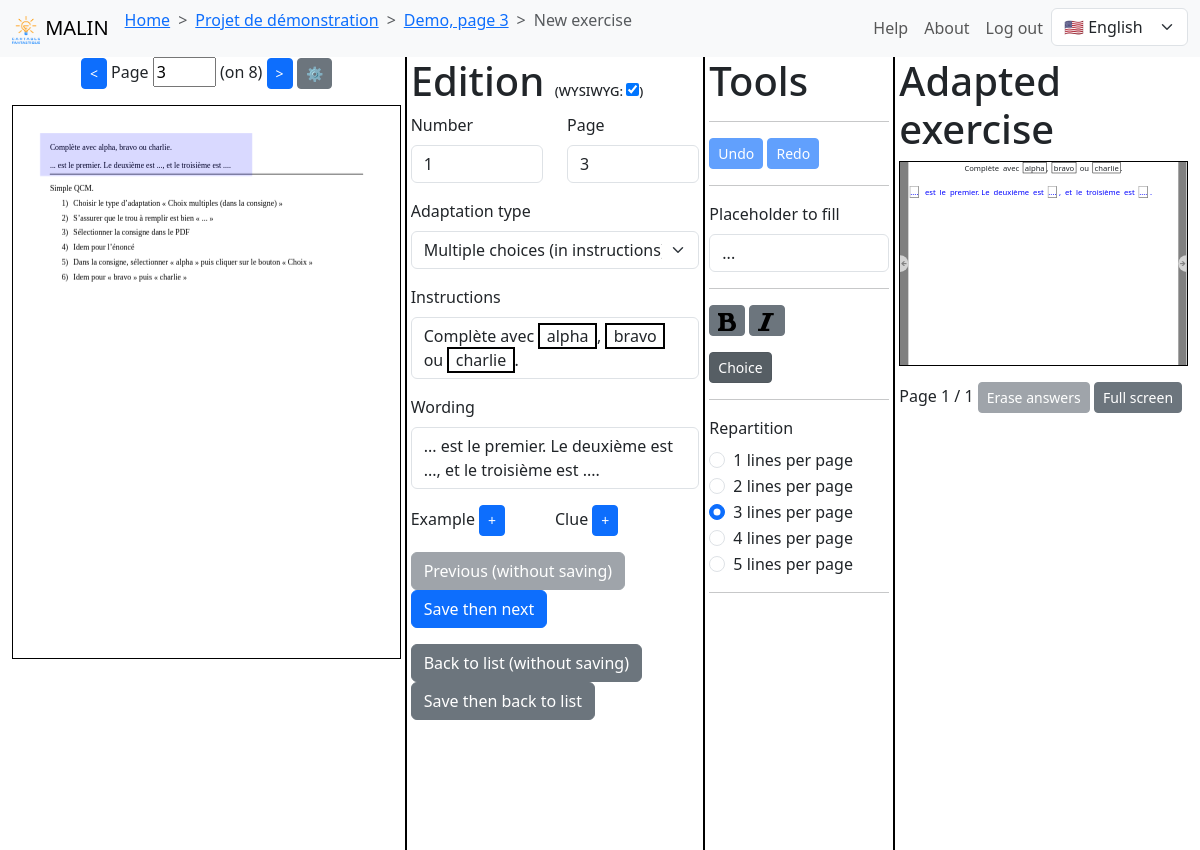 MALIN
Home > Projet de démonstration > Demo, page 3 > New exercise
Help About Log out 🇺🇸 English
< Page 3 (on 8) > ⚙️
Complète avec alpha, bravo ou charlie.
... est le premier. Le deuxième est ..., et le troisième est ....
Simple QCM.
1) Choisir le type d'adaptation « Choix multiples (dans la consigne) »
2) S'assurer que le trou à remplir est bien « ... »
3) Sélectionner la consigne dans le PDF
4) Idem pour l'énoncé
5) Dans la consigne, sélectionner « alpha » puis cliquer sur le bouton « Choix »
6) Idem pour « bravo » puis « charlie »
Edition (WYSIWYG: )
Number Page
1 3
Adaptation type
Multiple choices (in instructions
Instructions
Complète avec alpha, bravo
ou charlie.
Wording
... est le premier. Le deuxième est
..., et le troisième est ....
Example + Clue +
Previous (without saving)
Save then next
Back to list (without saving)
Save then back to list
Tools
Undo Redo
Placeholder to fill
...
B I
Choice
Repartition
1 lines per page
2 lines per page
3 lines per page
4 lines per page
5 lines per page
Adapted
exercise
Complète avec alpha, bravo ou charlie.
.... est le premier. Le deuxième est ...., et le troisième est .....
Page 1 / 1 Erase answers Full screen